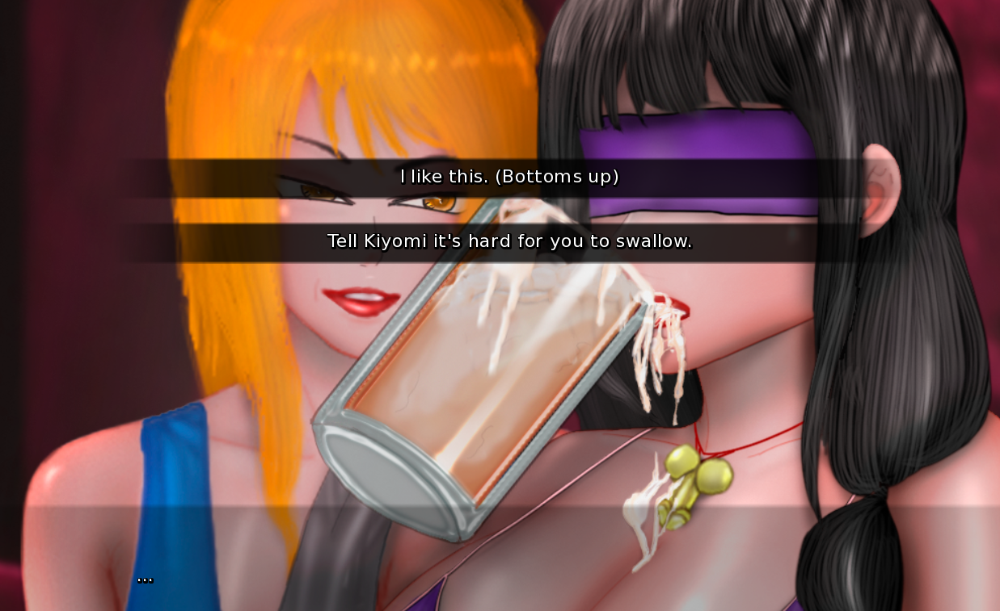 I like this. (Bottoms up)
Tell Kiyomi it's hard for you to swallow.
...